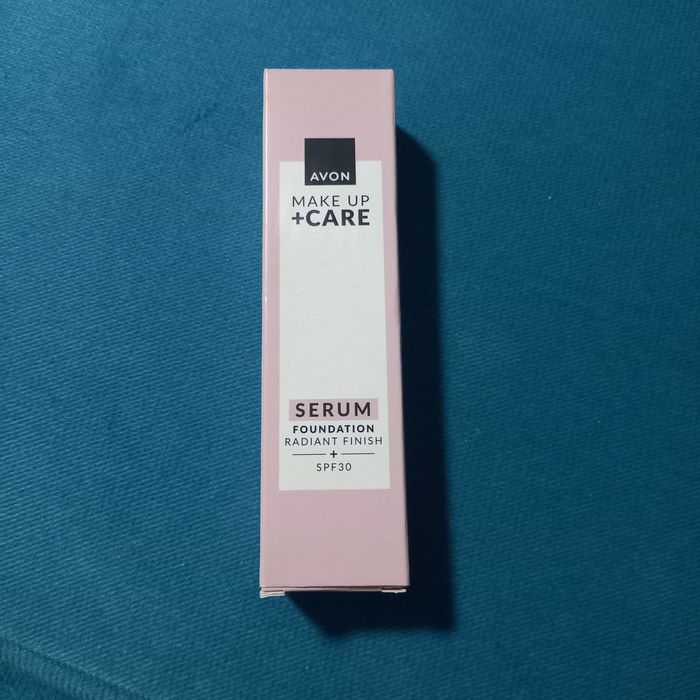 AVON
MAKE UP
+CARE
SERUM
FOUNDATION
RADIANT FINISH
+
SPF30